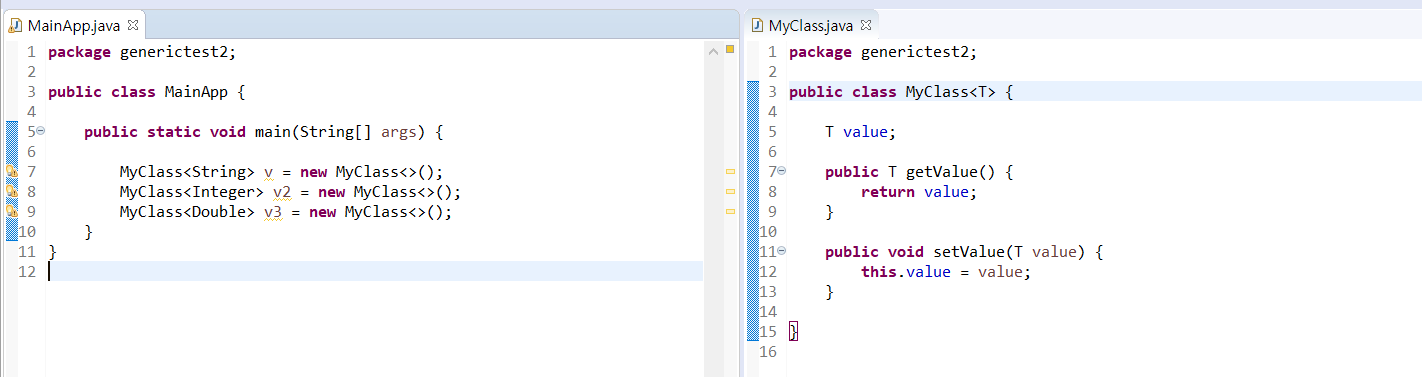 MainApp.java
1 package generictest2;
2
3 public class MainApp {
4
5 public static void main(String[] args) {
6
7 MyClass<String> v = new MyClass<>();
8 MyClass<Integer> v2 = new MyClass<>();
9 MyClass<Double> v3 = new MyClass<>();
10 }
11 }
12
MyClass.java
1 package generictest2;
2
3 public class MyClass<T> {
4
5 T value;
6
7 public T getValue() {
8 return value;
9 }
10
11 public void setValue(T value) {
12 this.value = value;
13 }
14
15 }
16